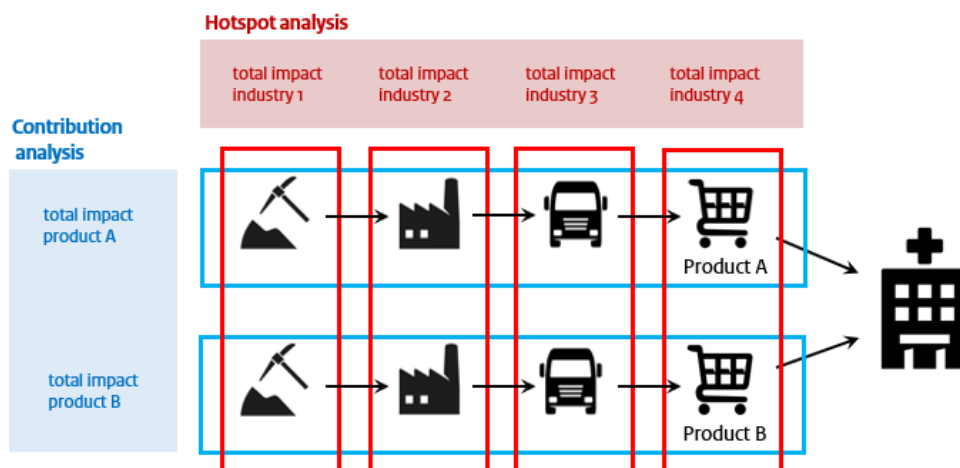 Hotspot analysis
total impact
industry 1
total impact
industry 2
total impact
industry 3
total impact
industry 4
Contribution
analysis
total impact
product A
Product A
total impact
product B
Product B